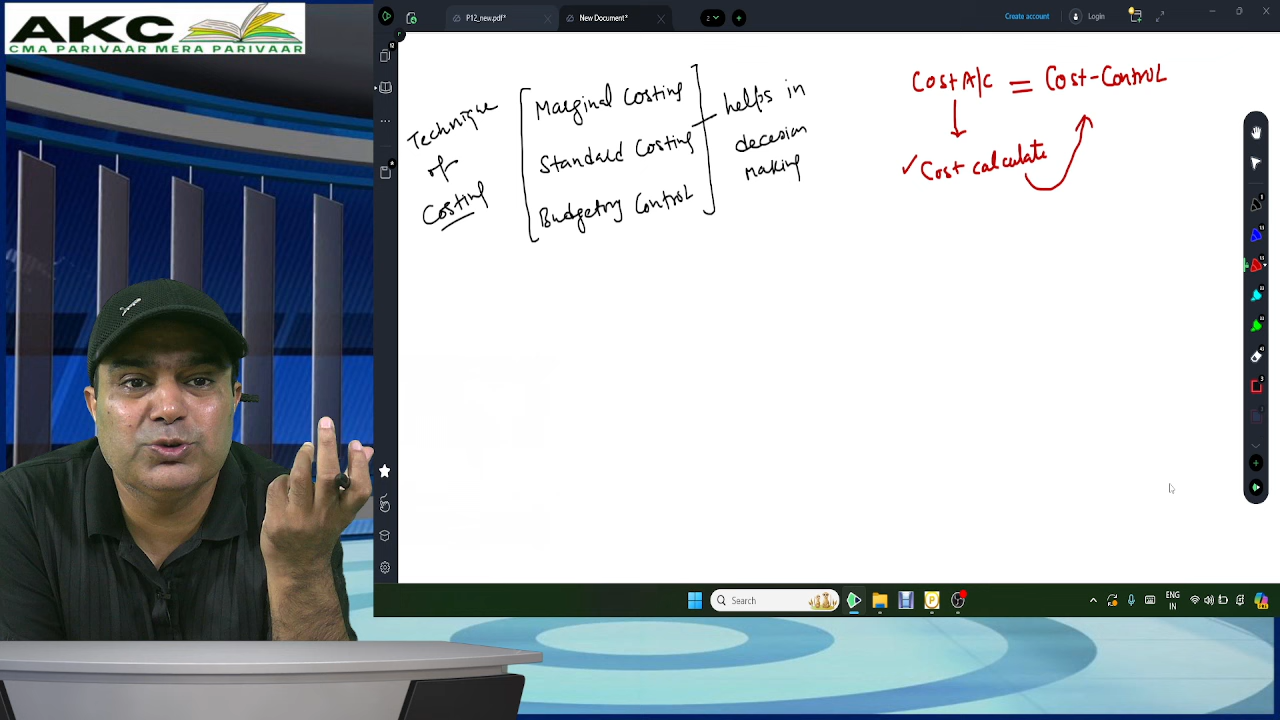 AKC
CMA PARIVAAR MERA PARIVAAR
P12_new.pdf*
New Document*
z
Create account
Login
Technique
of
Costing
Marginal Costing
Standard Costing
Budgetory Control
helps in
decesion
making
Cost A/c = Cost-Control
✓ Cost calculate
Search
ENG
IN